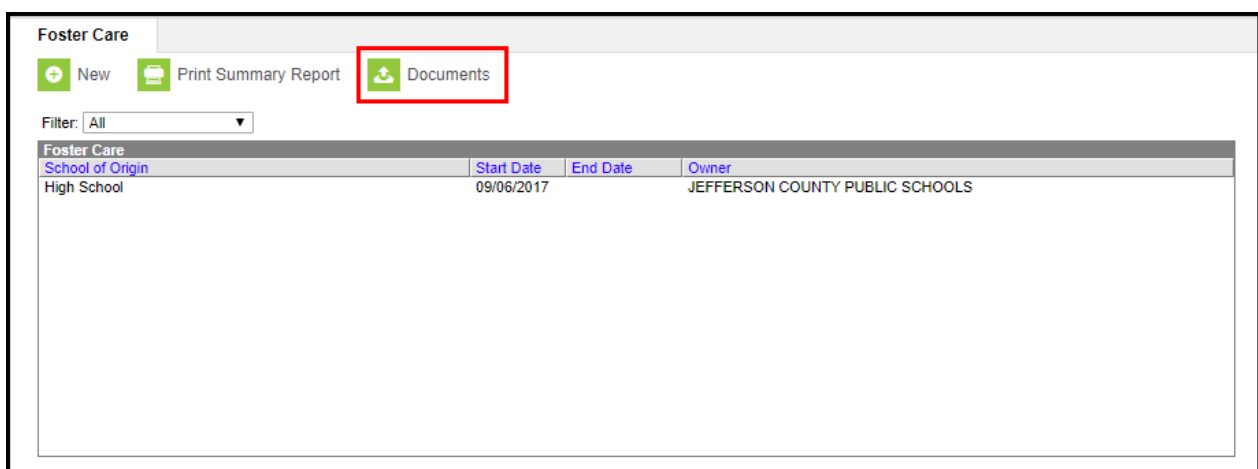 Foster Care
New Print Summary Report Documents
Filter: All
Foster Care
School of Origin Start Date End Date Owner
High School 09/06/2017 JEFFERSON COUNTY PUBLIC SCHOOLS